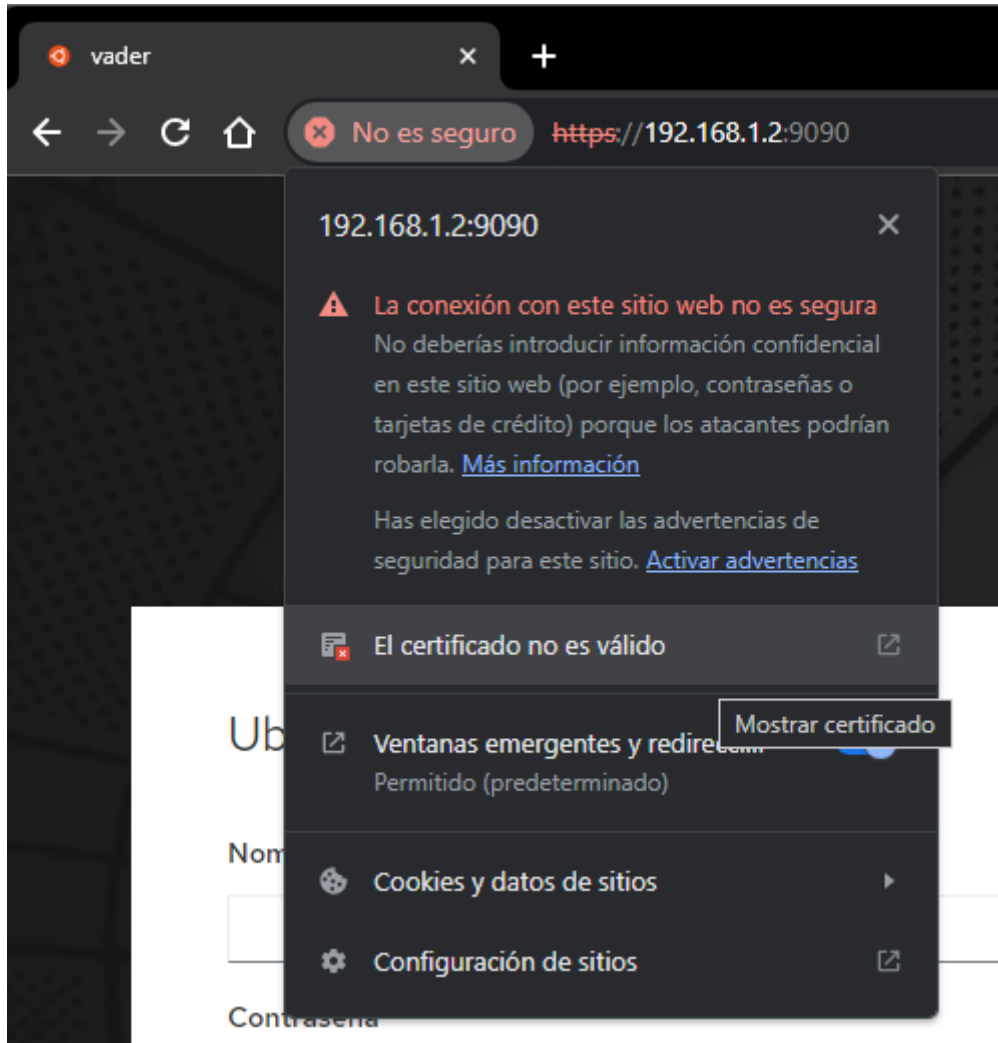 vader
No es seguro https://192.168.1.2:9090
192.168.1.2:9090
La conexión con este sitio web no es segura
No deberías introducir información confidencial
en este sitio web (por ejemplo, contraseñas o
tarjetas de crédito) porque los atacantes podrían
robarla. Más información
Has elegido desactivar las advertencias de
seguridad para este sitio. Activar advertencias
El certificado no es válido
Mostrar certificado
Ub
Ventanas emergentes y redirecci...
Permitido (predeterminado)
Nom
Cookies y datos de sitios
Configuración de sitios
Contraseña